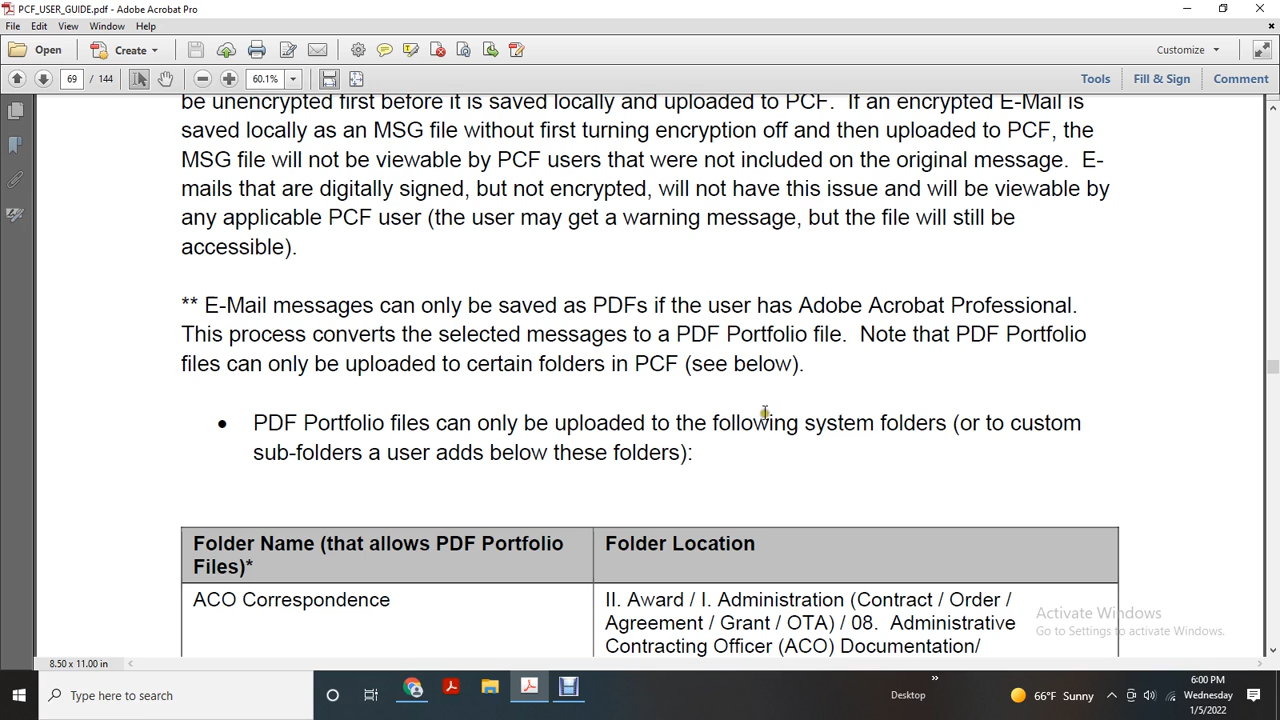 PCF_USER_GUIDE.pdf - Adobe Acrobat Pro
File Edit View Window Help
Open Create Customize
69 / 144 60.1% Tools Fill & Sign Comment
be unencrypted first before it is saved locally and uploaded to PCF. If an encrypted E-Mail is
saved locally as an MSG file without first turning encryption off and then uploaded to PCF, the
MSG file will not be viewable by PCF users that were not included on the original message. E-
mails that are digitally signed, but not encrypted, will not have this issue and will be viewable by
any applicable PCF user (the user may get a warning message, but the file will still be
accessible).
** E-Mail messages can only be saved as PDFs if the user has Adobe Acrobat Professional.
This process converts the selected messages to a PDF Portfolio file. Note that PDF Portfolio
files can only be uploaded to certain folders in PCF (see below).
• PDF Portfolio files can only be uploaded to the following system folders (or to custom
sub-folders a user adds below these folders):
Folder Name (that allows PDF Portfolio
Files)*
Folder Location
ACO Correspondence
II. Award / I. Administration (Contract / Order /
Agreement / Grant / OTA) / 08. Administrative
Contracting Officer (ACO) Documentation/
Activate Windows
Go to Settings to activate Windows.
8.50 x 11.00 in
Type here to search
Desktop
66°F Sunny
6:00 PM
Wednesday
1/5/2022